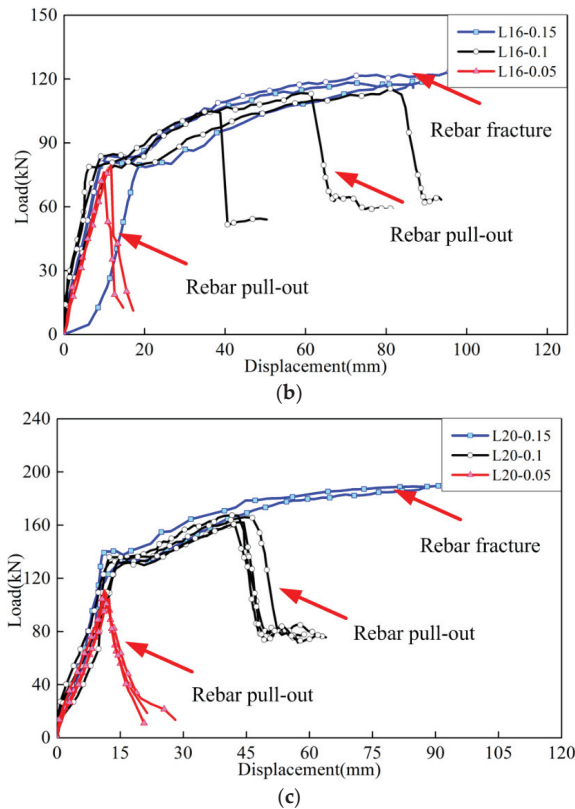 150
120
90
60
30
0
Load(kN)
L16-0.15
L16-0.1
L16-0.05
Rebar fracture
Rebar pull-out
Rebar pull-out
0 20 40 60 80 100 120
Displacement(mm)
(b)
240
200
160
120
80
40
0
Load(kN)
L20-0.15
L20-0.1
L20-0.05
Rebar fracture
Rebar pull-out
Rebar pull-out
0 15 30 45 60 75 90 105 120
Displacement(mm)
(c)